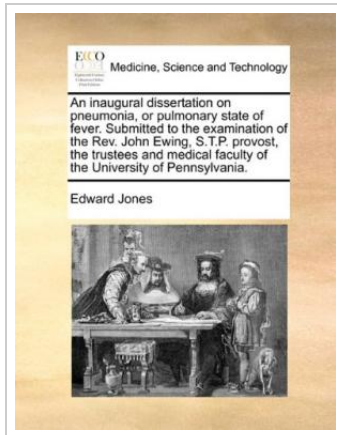 ECCO
Medicine, Science and Technology
An inaugural dissertation on
pneumonia, or pulmonary state of
fever. Submitted to the examination of
the Rev. John Ewing, S.T.P. provost,
the trustees and medical faculty of
the University of Pennsylvania.
Edward Jones